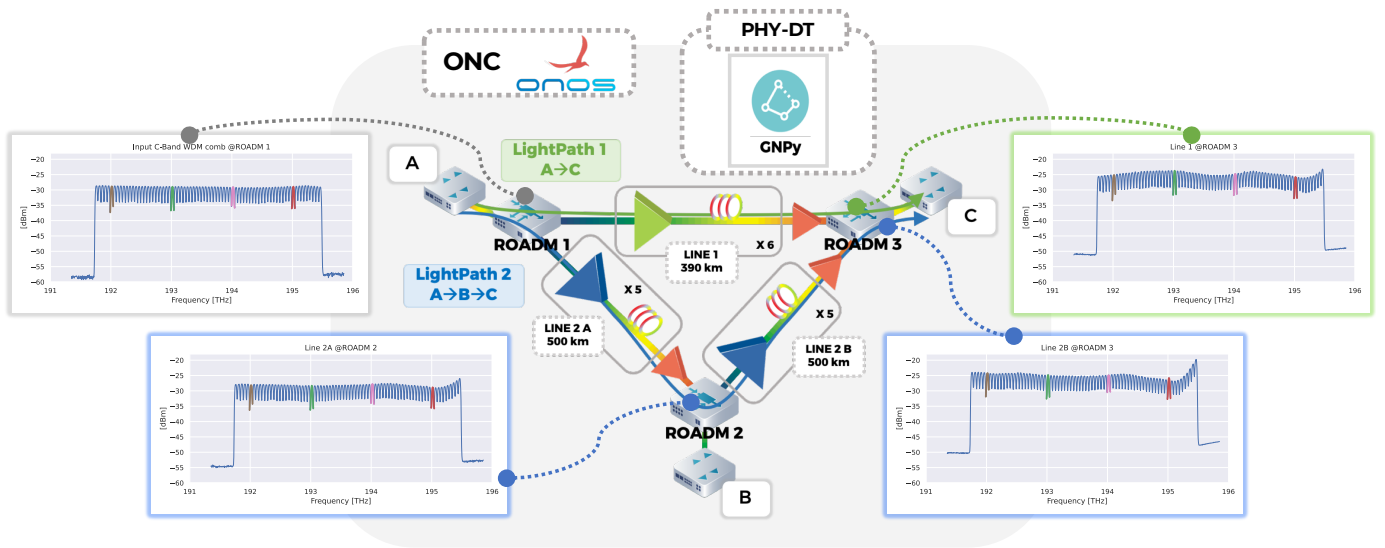 ONC
onos
PHY-DT
GNPy
Input C-Band WDM comb @ROADM 1
−20
−25
−30
−35
−40
−45
−50
−55
−60
[dBm]
191
192
193
194
195
196
Frequency [THz]
A
LightPath 1
A→C
LightPath 2
A→B→C
ROADM 1
X 6
LINE 1
390 km
ROADM 3
C
Line 1 @ROADM 3
−20
−25
−30
−35
−40
−45
−50
−55
−60
[dBm]
191
192
193
194
195
196
Frequency [THz]
X 5
LINE 2 A
500 km
X 5
LINE 2 B
500 km
ROADM 2
B
Line 2A @ROADM 2
−20
−25
−30
−35
−40
−45
−50
−55
−60
[dBm]
191
192
193
194
195
196
Frequency [THz]
Line 2B @ROADM 3
−20
−25
−30
−35
−40
−45
−50
−55
−60
[dBm]
191
192
193
194
195
196
Frequency [THz]